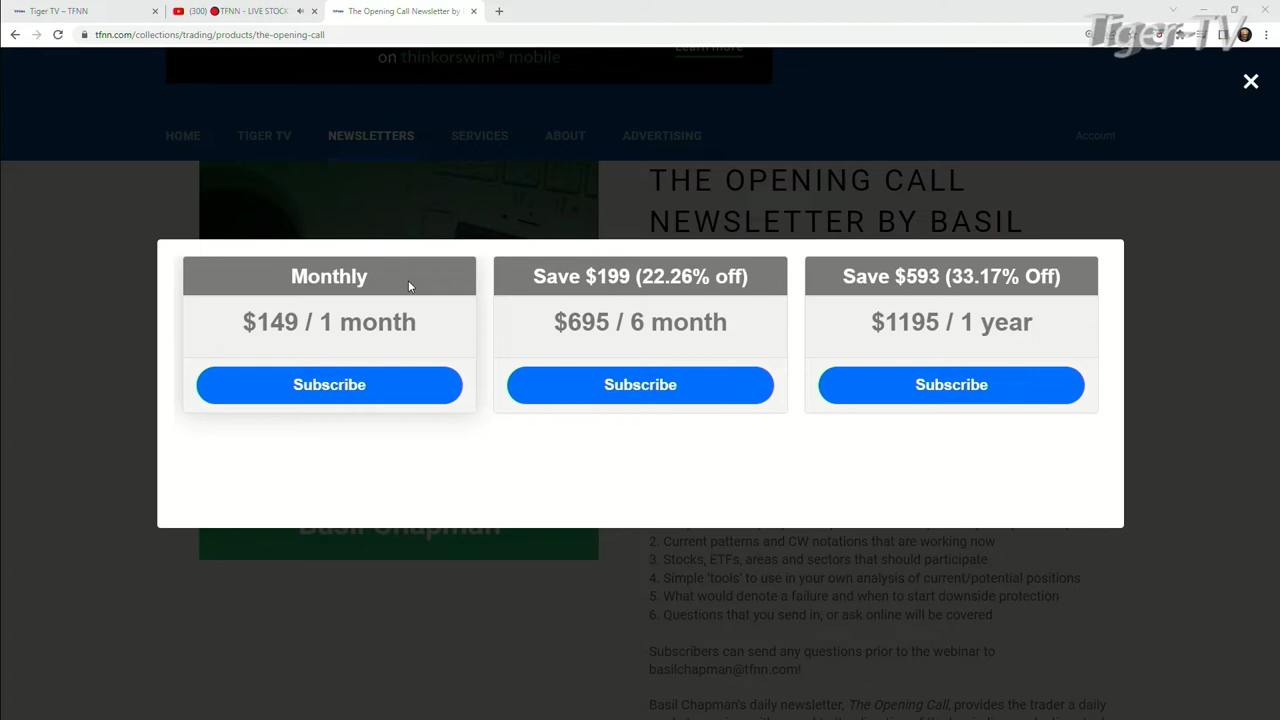 Tiger TV – TFNN
(300) TFNN - LIVE STOCK
The Opening Call Newsletter by
Tiger TV
tfnn.com/collections/trading/products/the-opening-call
Learn more
on thinkorswim® mobile
HOME TIGER TV NEWSLETTERS SERVICES ABOUT ADVERTISING Account
THE OPENING CALL
NEWSLETTER BY BASIL
Monthly
$149 / 1 month
Subscribe
Save $199 (22.26% off)
$695 / 6 month
Subscribe
Save $593 (33.17% Off)
$1195 / 1 year
Subscribe
Basil Chapman
2. Current patterns and CW notations that are working now
3. Stocks, ETFs, areas and sectors that should participate
4. Simple 'tools' to use in your own analysis of current/potential positions
5. What would denote a failure and when to start downside protection
6. Questions that you send in, or ask online will be covered
Subscribers can send any questions prior to the webinar to
basilchapman@tfnn.com!
Basil Chapman's daily newsletter, The Opening Call, provides the trader a daily